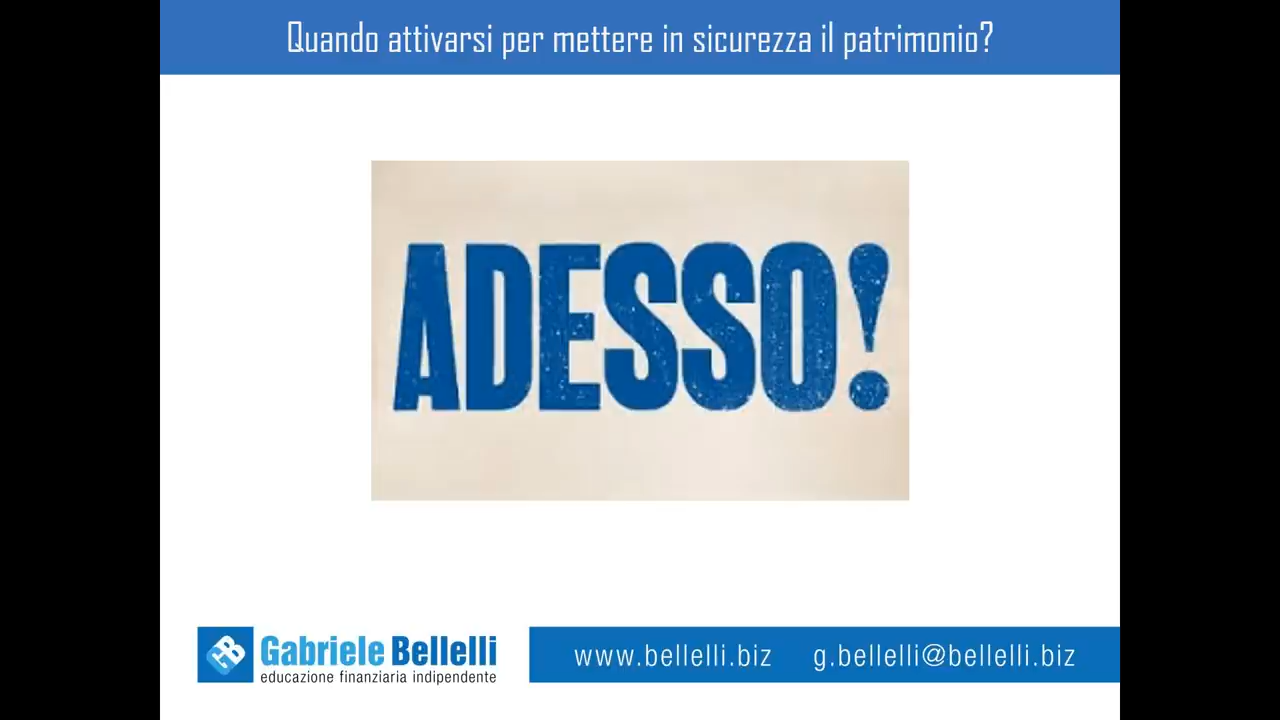 Quando attivarsi per mettere in sicurezza il patrimonio?
ADESSO!
GB
Gabriele Bellelli
educazione finanziaria indipendente
www.bellelli.biz g.bellelli@bellelli.biz